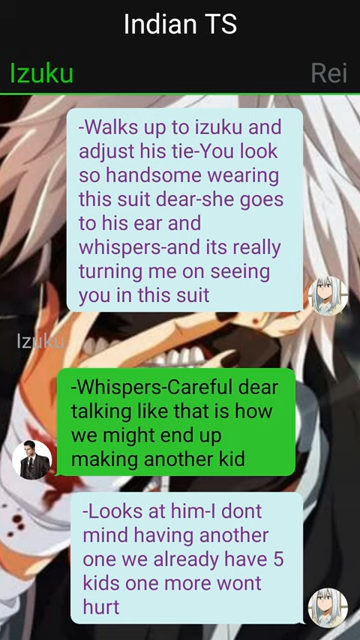 Indian TS
Izuku Rei
-Walks up to izuku and
adjust his tie-You look
so handsome wearing
this suit dear-she goes
to his ear and
whispers-and its really
turning me on seeing
you in this suit
Izuku
-Whispers-Careful dear
talking like that is how
we might end up
making another kid
-Looks at him-I dont
mind having another
one we already have 5
kids one more wont
hurt